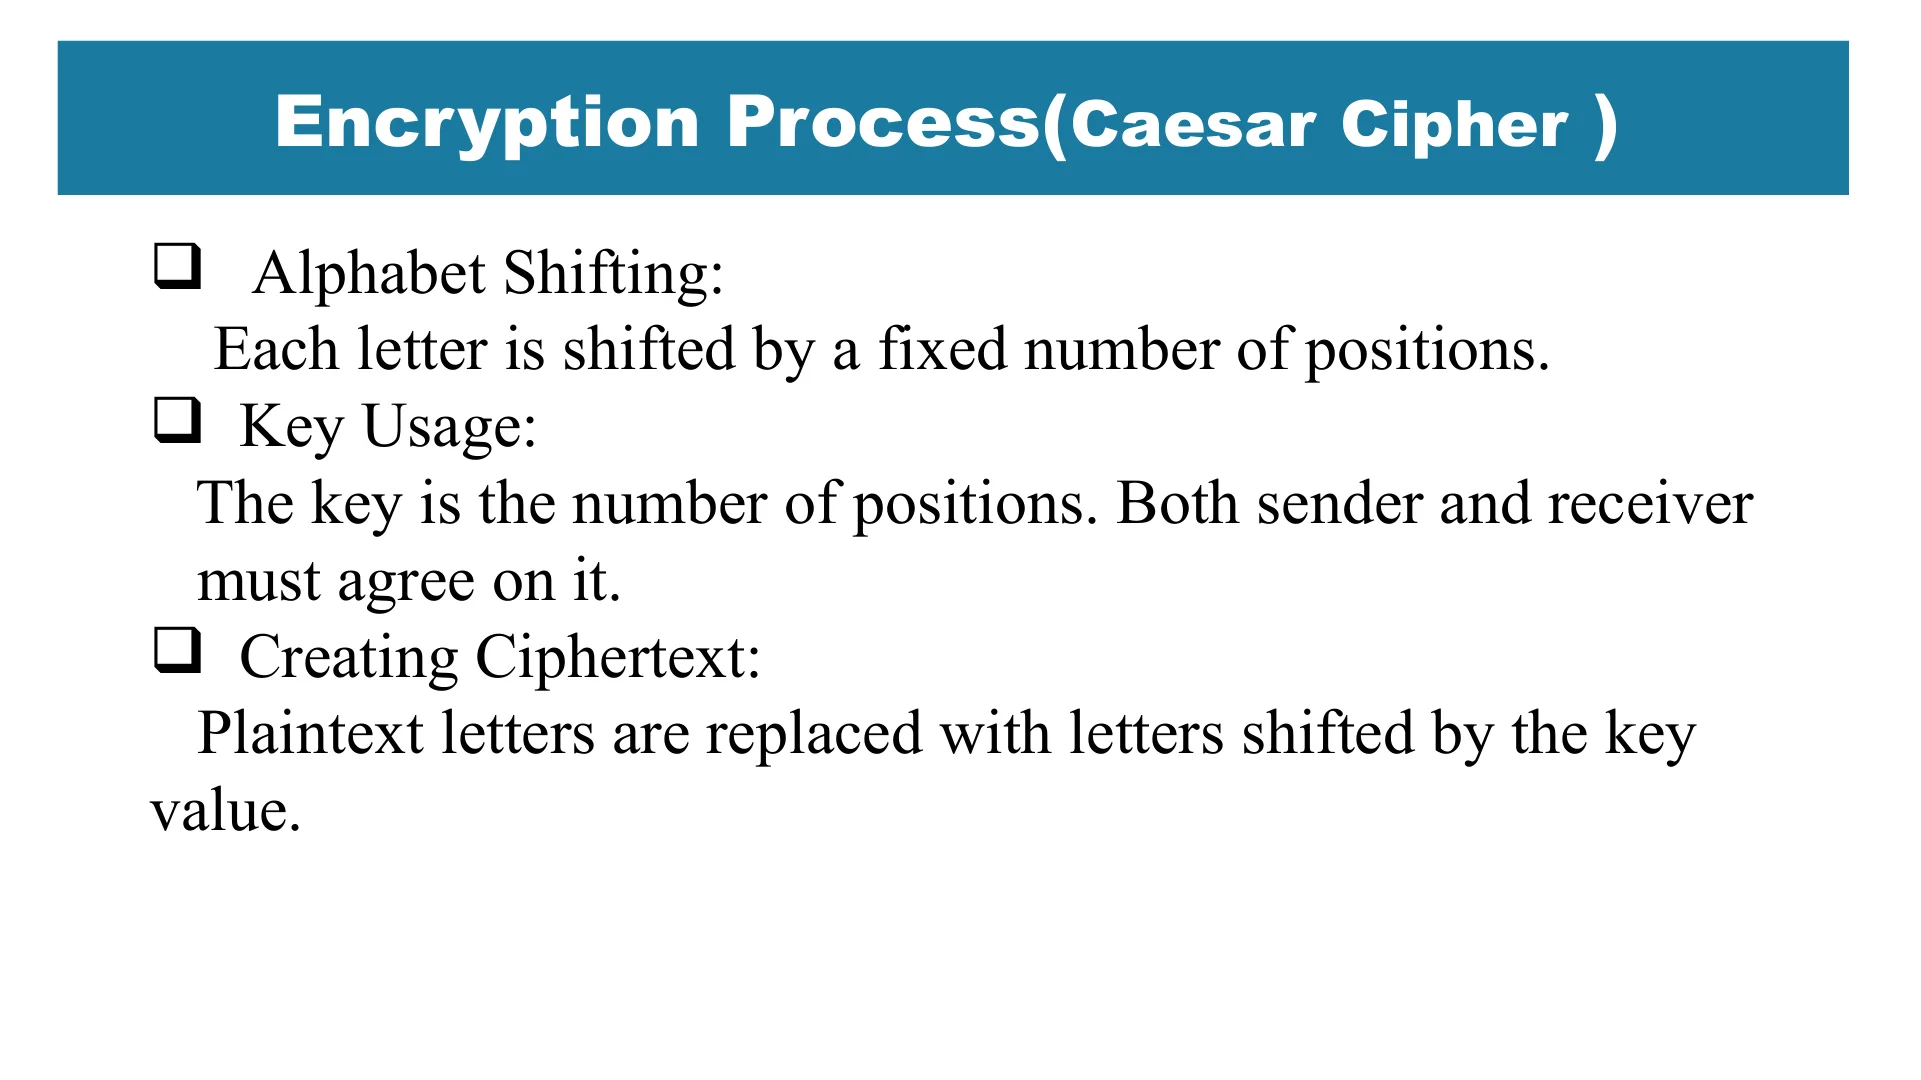 Encryption Process(Caesar Cipher )
❑ Alphabet Shifting:
Each letter is shifted by a fixed number of positions.
❑ Key Usage:
The key is the number of positions. Both sender and receiver
must agree on it.
❑ Creating Ciphertext:
Plaintext letters are replaced with letters shifted by the key
value.